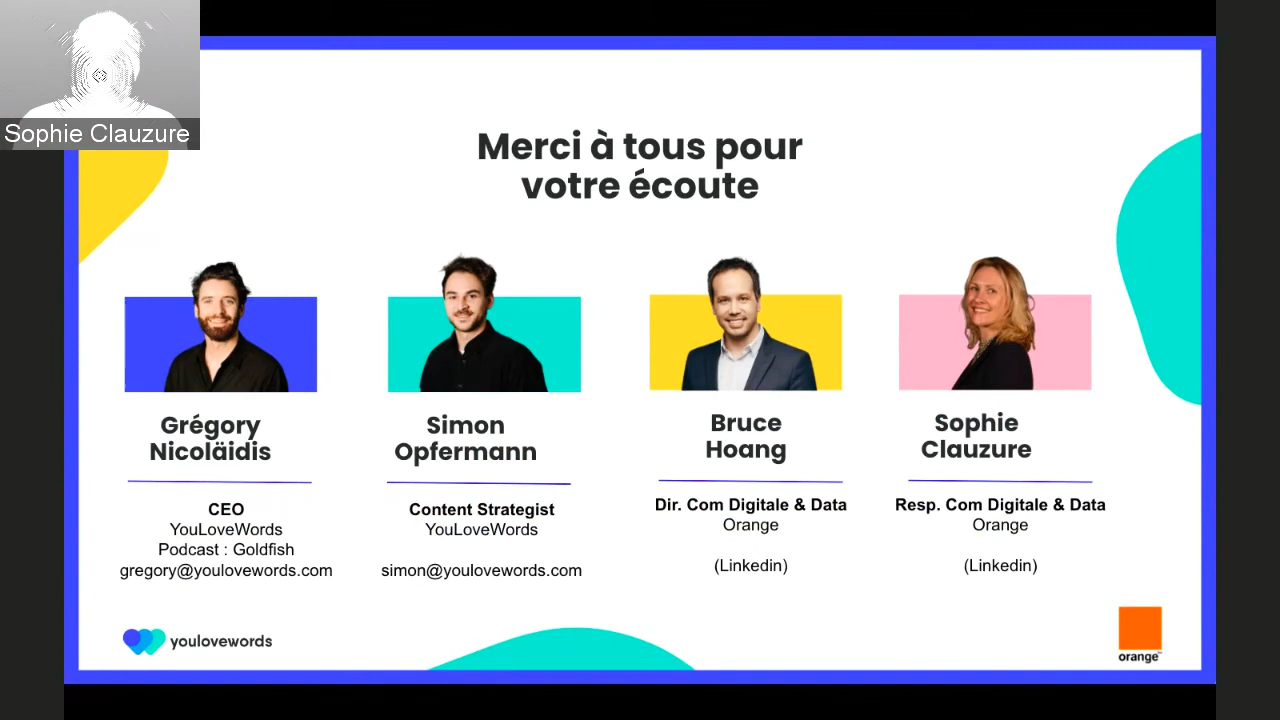 Sophie Clauzure
Merci à tous pour
votre écoute
Grégory
Nicoläidis
CEO
YouLoveWords
Podcast : Goldfish
gregory@youlovewords.com
Simon
Opfermann
Content Strategist
YouLoveWords
simon@youlovewords.com
Bruce
Hoang
Dir. Com Digitale & Data
Orange
(Linkedin)
Sophie
Clauzure
Resp. Com Digitale & Data
Orange
(Linkedin)
youlovewords
orange™